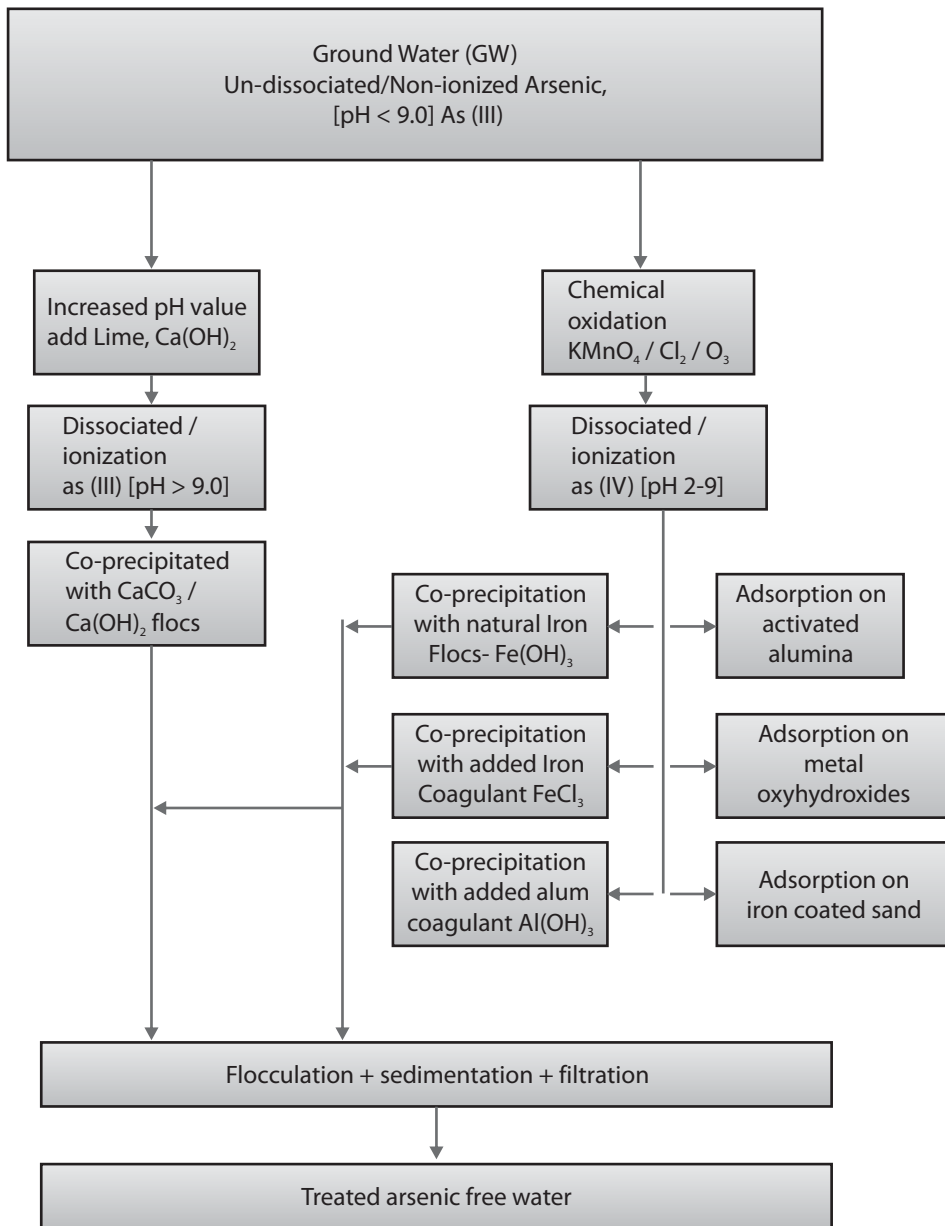 Ground Water (GW)
Un-dissociated/Non-ionized Arsenic,
[pH < 9.0] As (III)
Increased pH value
add Lime, Ca(OH)₂
Chemical
oxidation
KMnO₄ / Cl₂ / O₃
Dissociated /
ionization
as (III) [pH > 9.0]
Dissociated /
ionization
as (IV) [pH 2-9]
Co-precipitated
with CaCO₃ /
Ca(OH)₂ flocs
Co-precipitation
with natural Iron
Flocs- Fe(OH)₃
Adsorption on
activated
alumina
Co-precipitation
with added Iron
Coagulant FeCl₃
Adsorption on
metal
oxyhydroxides
Co-precipitation
with added alum
coagulant Al(OH)₃
Adsorption on
iron coated sand
Flocculation + sedimentation + filtration
Treated arsenic free water